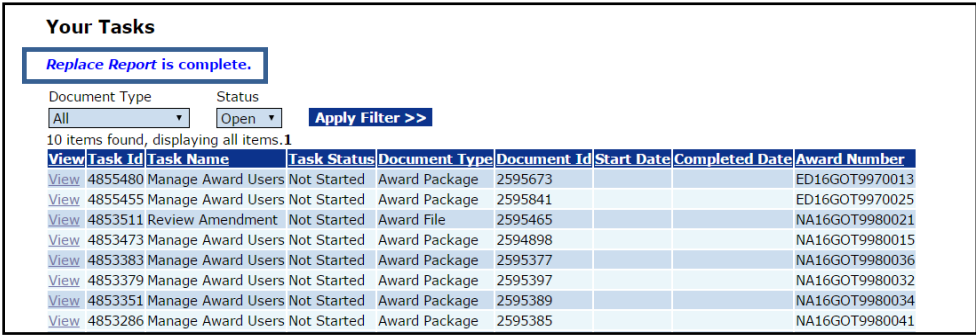 Your Tasks
Replace Report is complete.
Document Type Status
All Open Apply Filter >>
10 items found, displaying all items.1
View Task Id Task Name Task Status Document Type Document Id Start Date Completed Date Award Number
View 4855480 Manage Award Users Not Started Award Package 2595673 ED16GOT9970013
View 4855455 Manage Award Users Not Started Award Package 2595841 ED16GOT9970025
View 4853511 Review Amendment Not Started Award File 2595465 NA16GOT9980021
View 4853473 Manage Award Users Not Started Award Package 2594898 NA16GOT9980015
View 4853383 Manage Award Users Not Started Award Package 2595377 NA16GOT9980036
View 4853379 Manage Award Users Not Started Award Package 2595397 NA16GOT9980032
View 4853351 Manage Award Users Not Started Award Package 2595389 NA16GOT9980034
View 4853286 Manage Award Users Not Started Award Package 2595385 NA16GOT9980041